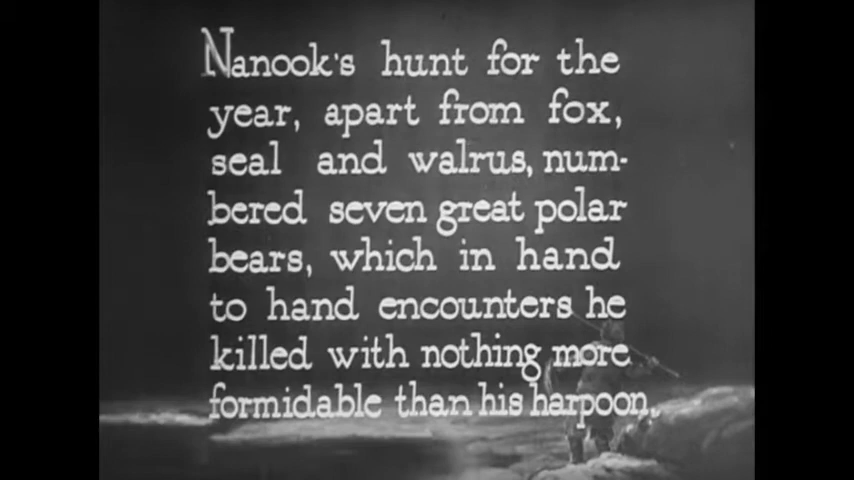 Nanook's hunt for the
year, apart from fox,
seal and walrus, num-
bered seven great polar
bears, which in hand
to hand encounters he
killed with nothing more
formidable than his harpoon.